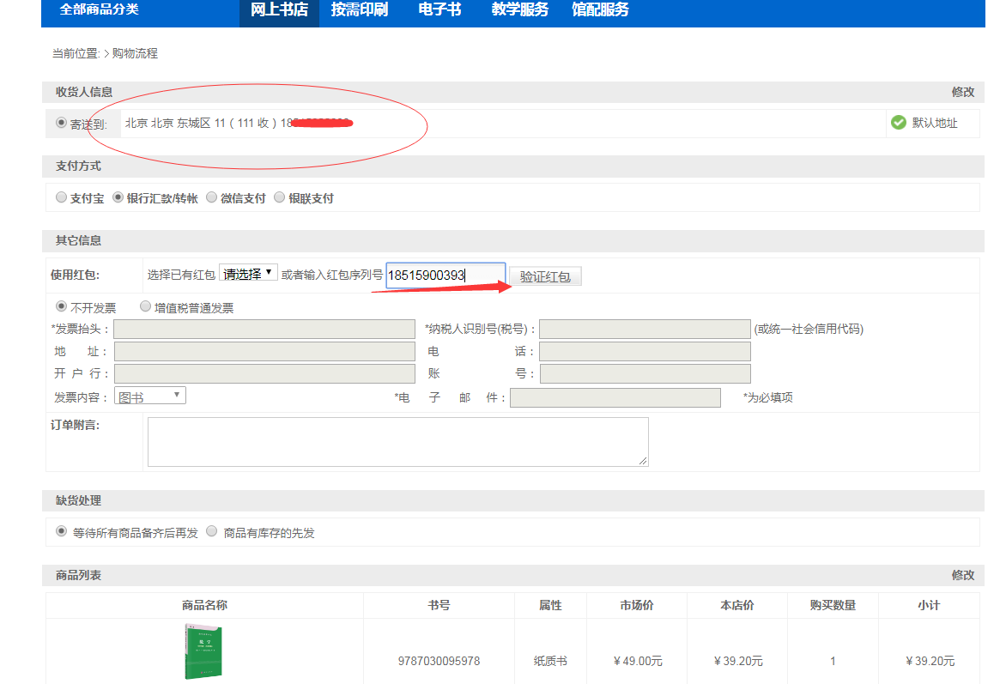 全部商品分类 网上书店 按需印刷 电子书 教学服务 馆配服务
当前位置: > 购物流程
收货人信息 修改
寄送到: 北京 北京 东城区 11 ( 111 收 ) 18 默认地址
支付方式
支付宝 银行汇款/转帐 微信支付 银联支付
其它信息
使用红包: 选择已有红包 请选择 或者输入红包序列号 18515900393 验证红包
不开发票 增值税普通发票
*发票抬头: *纳税人识别号(税号): (或统一社会信用代码)
地 址: 电 话:
开 户 行: 账 号:
发票内容: 图书 *电 子 邮 件: *为必填项
订单附言:
缺货处理
等待所有商品备齐后再发 商品有库存的先发
商品列表 修改
商品名称 书号 属性 市场价 本店价 购买数量 小计
9787030095978 纸质书 ￥49.00元 ￥39.20元 1 ￥39.20元